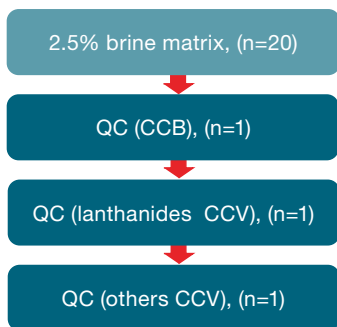 2.5% brine matrix, (n=20)
QC (CCB), (n=1)
QC (lanthanides CCV), (n=1)
QC (others CCV), (n=1)